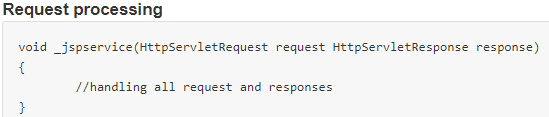 Request processing
void _jspservice(HttpServletRequest request HttpServletResponse response)
{
//handling all request and responses
}